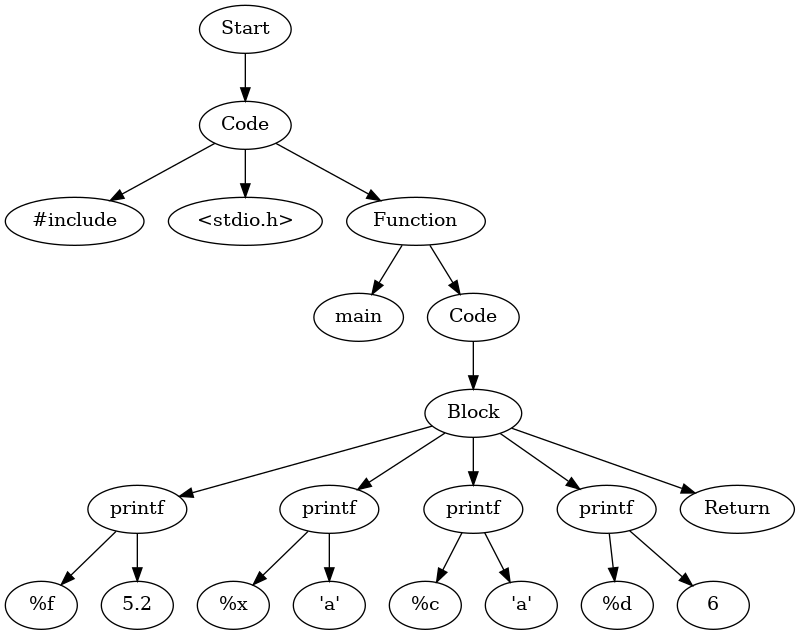 Start
Code
#include
<stdio.h>
Function
main
Code
Block
printf
printf
printf
printf
Return
%f
5.2
%x
'a'
%c
'a'
%d
6